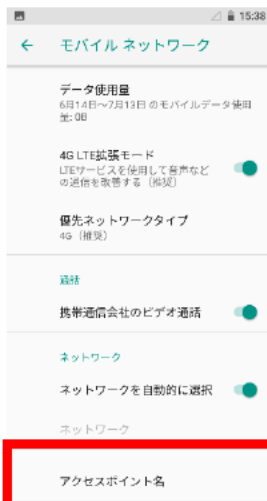 15:38
モバイル ネットワーク
データ使用量
6月14日～7月13日 のモバイルデータ使用
量: 0B
4G LTE拡張モード
LTEサービスを使用して音声など
の通信を改善する（推奨）
優先ネットワークタイプ
4G（推奨）
通話
携帯通信会社のビデオ通話
ネットワーク
ネットワークを自動的に選択
ネットワーク
アクセスポイント名